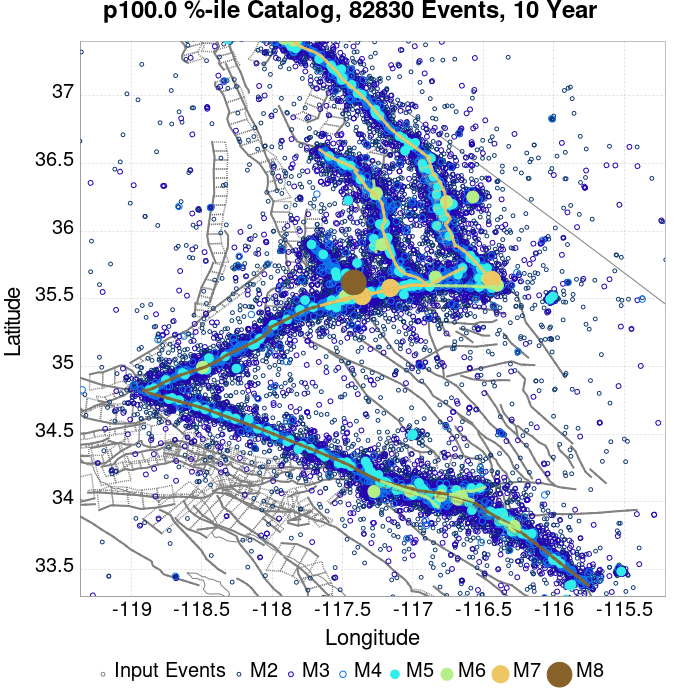 p100.0 %-ile Catalog, 82830 Events, 10 Year
37
36.5
36
35.5
35
34.5
34
33.5
Latitude
-119 -118.5 -118 -117.5 -117 -116.5 -116 -115.5
Longitude
Input Events M2 M3 M4 M5 M6 M7 M8